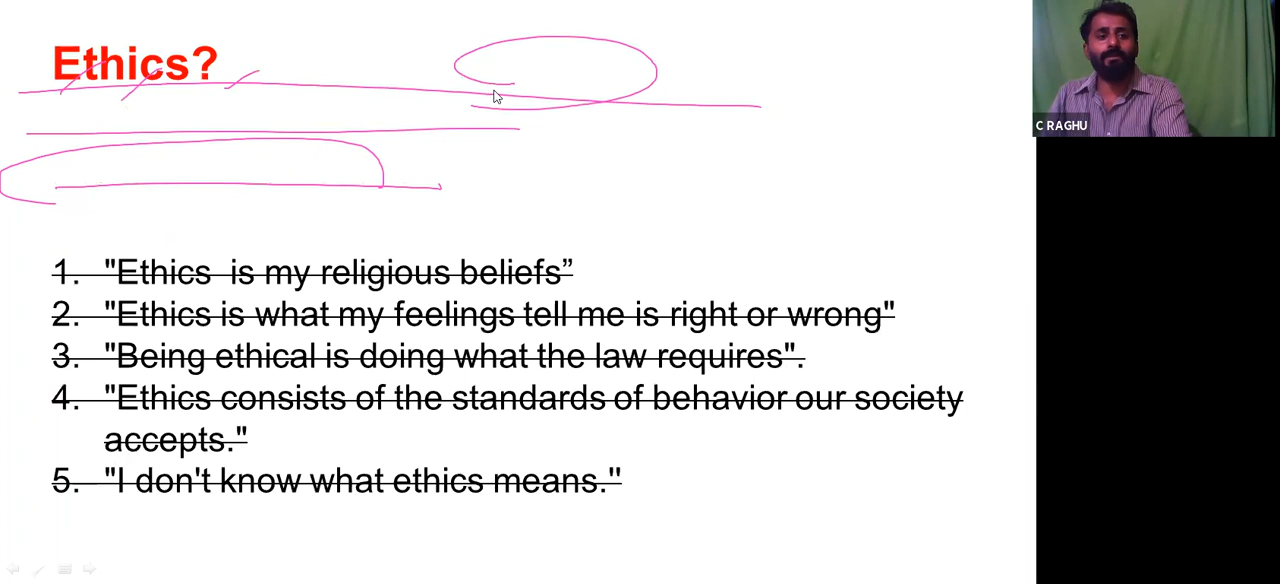 Ethics?
C RAGHU
1. "Ethics  is my religious beliefs”
2. "Ethics is what my feelings tell me is right or wrong"
3. "Being ethical is doing what the law requires".
4. "Ethics consists of the standards of behavior our society
accepts."
5. "I don't know what ethics means."